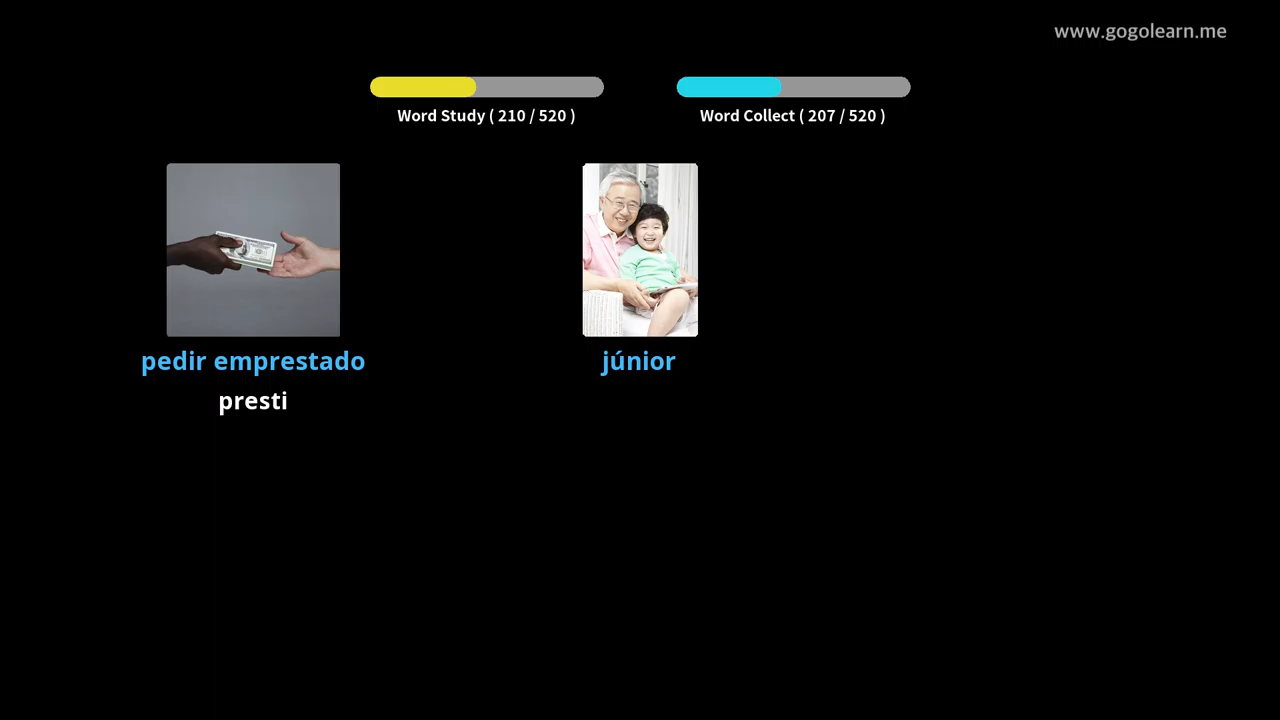 www.gogolearn.me
Word Study ( 210 / 520 )
Word Collect ( 207 / 520 )
pedir emprestado
júnior
presti